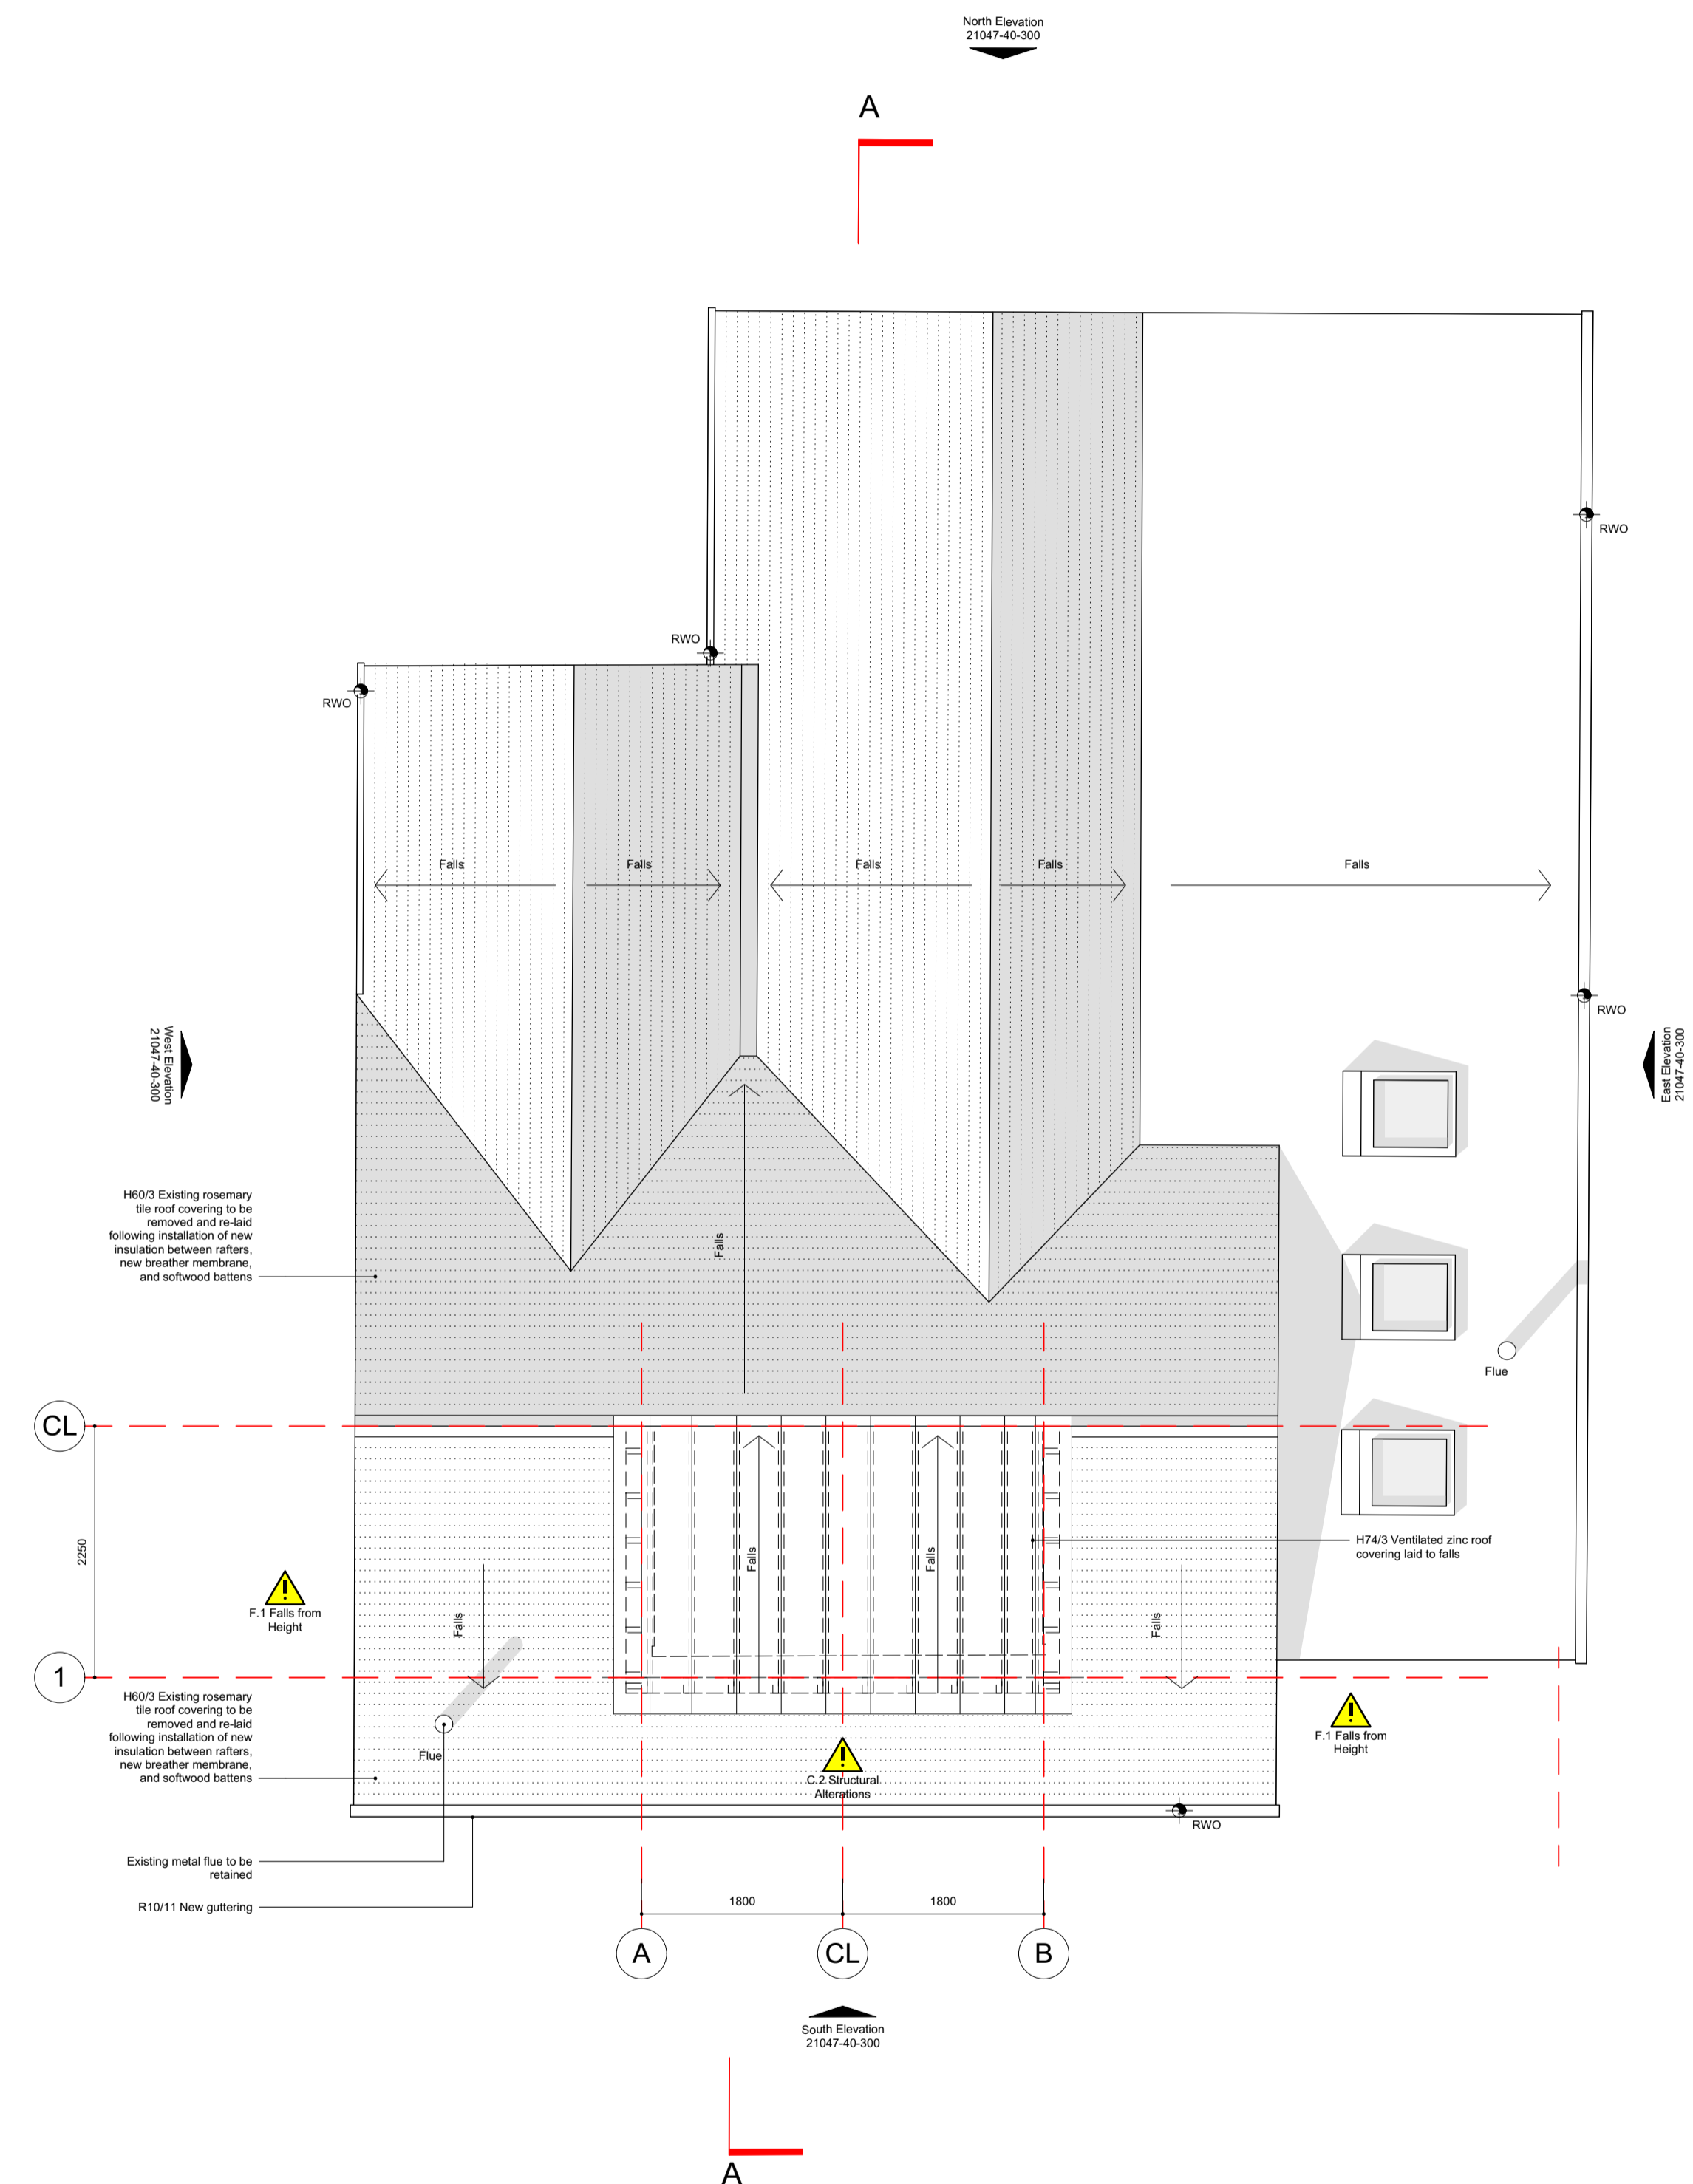 North Elevation
21047-40-300
A
RWO
RWO
RWO
Falls
Falls
Falls
Falls
Falls
RWO
West Elevation
21047-40-300
East Elevation
21047-40-300
H60/3 Existing rosemary
tile roof covering to be
removed and re-laid
following installation of new
insulation between rafters,
new breather membrane,
and softwood battens
Falls
Flue
CL
2250
H74/3 Ventilated zinc roof
covering laid to falls
Falls
Falls
F.1 Falls from
Height
Falls
Falls
1
H60/3 Existing rosemary
tile roof covering to be
removed and re-laid
following installation of new
insulation between rafters,
new breather membrane,
and softwood battens
Flue
F.1 Falls from
Height
C.2 Structural
Alterations
RWO
Existing metal flue to be
retained
R10/11 New guttering
1800
1800
A
CL
B
South Elevation
21047-40-300
A